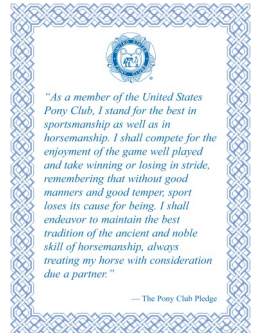 “As a member of the United States
Pony Club, I stand for the best in
sportsmanship as well as in
horsemanship. I shall compete for the
enjoyment of the game well played
and take winning or losing in stride,
remembering that without good
manners and good temper, sport
loses its cause for being. I shall
endeavor to maintain the best
tradition of the ancient and noble
skill of horsemanship, always
treating my horse with consideration
due a partner.”
— The Pony Club Pledge